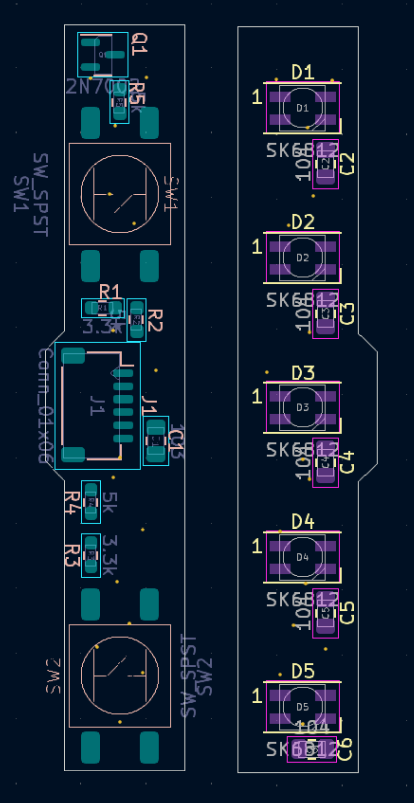 Q1
2N7002
R5
5k
SW_SPST
SW1
SW1
R1
R1
3.3k
R2
Conn_01x06
J1
J1
C1
R4
5k
R3
3.3k
SW2
SW_SPST
SW2
D1
1
D1
SK6812
104
C2
D2
1
D2
SK6812
104
C3
D3
1
D3
SK6812
104
C4
D4
1
D4
SK6812
104
C5
D5
1
D5
104
SK6812
C6